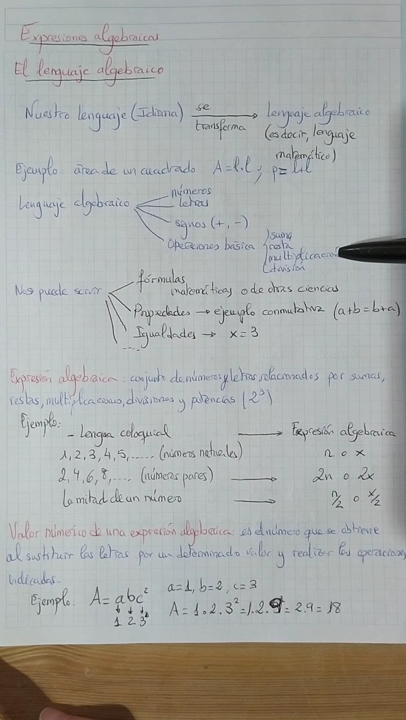 Expresiones algebraicas
El lenguaje algebraico
Nuestro lenguaje (Idioma) se transforma lenguaje algebraico
(es decir, lenguaje
matemático)
Ejemplo área de un cuadrado A = l·l ; p = l+l
Lenguaje algebraico
números
letras
signos (+, -)
Operaciones básica
suma
resta
multiplicación
Nos puede servir
fórmulas
matemáticas o de otras ciencias
Propiedades → ejemplo conmutativa (a+b=b+a)
Igualdades → x=3
.....
Expresión algebraica: conjunto de números y letras relacionados por sumas,
restas, multiplicaciones, divisiones y potencias (2³)
Ejemplo:
- Lengua coloquial → Expresión algebraica
1, 2, 3, 4, 5, .... (números naturales) n o x
2, 4, 6, 8, .... (números pares) → 2n o 2x
La mitad de un número → n/2 o x/2
Valor númerico de una expresión algebraica: es el número que se obtiene
al sustituir las letras por un determinado valor y realizar las operaciones
indicadas.
Ejemplo: A = abc² a=1, b=2, c=3
1 2 3² A = 1·2·3² = 1·2·9 = 2·9 = 18